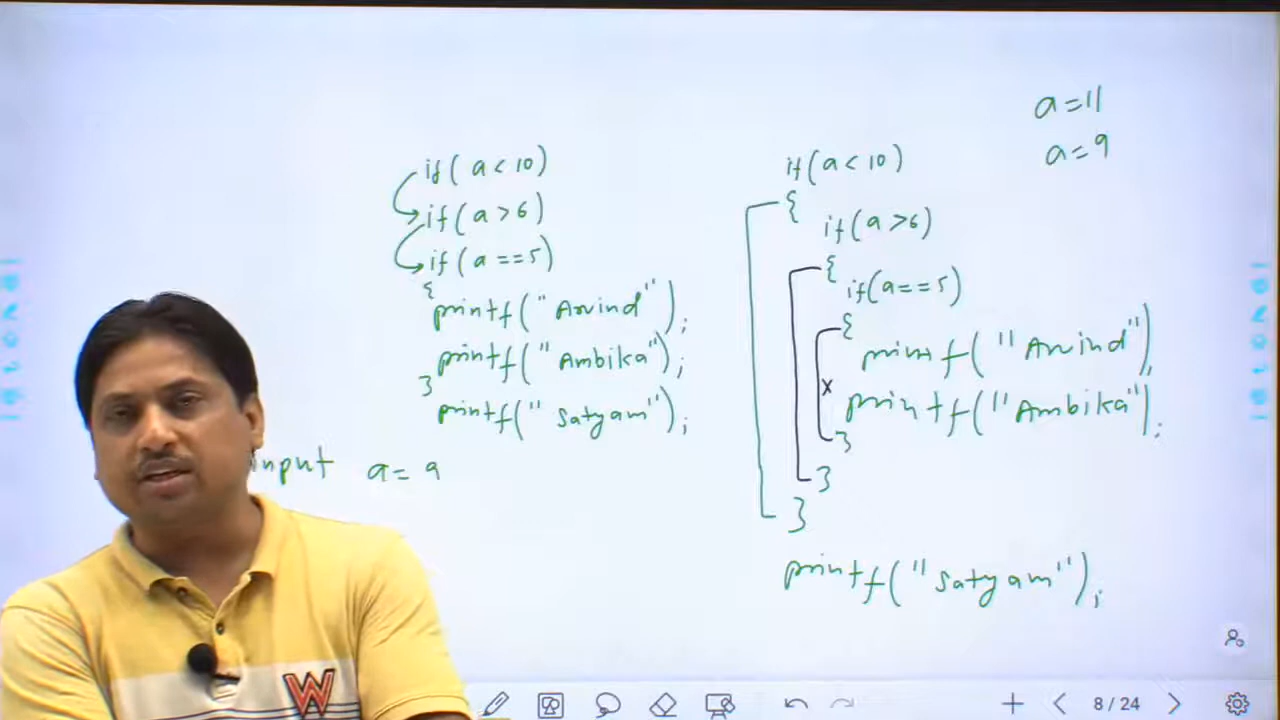 a=11
a=9
if(a<10)
if(a>6)
if(a==5)
{
printf("Arvind");
printf("Ambika");
}
printf("Satyam");
input a=9
if(a<10)
{
if(a>6)
{
if(a==5)
{
printf("Arvind");
x
printf("Ambika");
}
}
}
printf("Satyam");
W
8/24